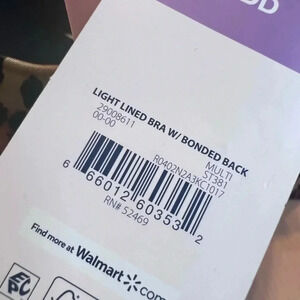 DD
LIGHT LINED BRA W/ BONDED BACK
29008611 MULTI
00-00 ST381
R0402N2A3KC1017
6 66012 60353 2
RN# 52469
Find more at Walmart.com